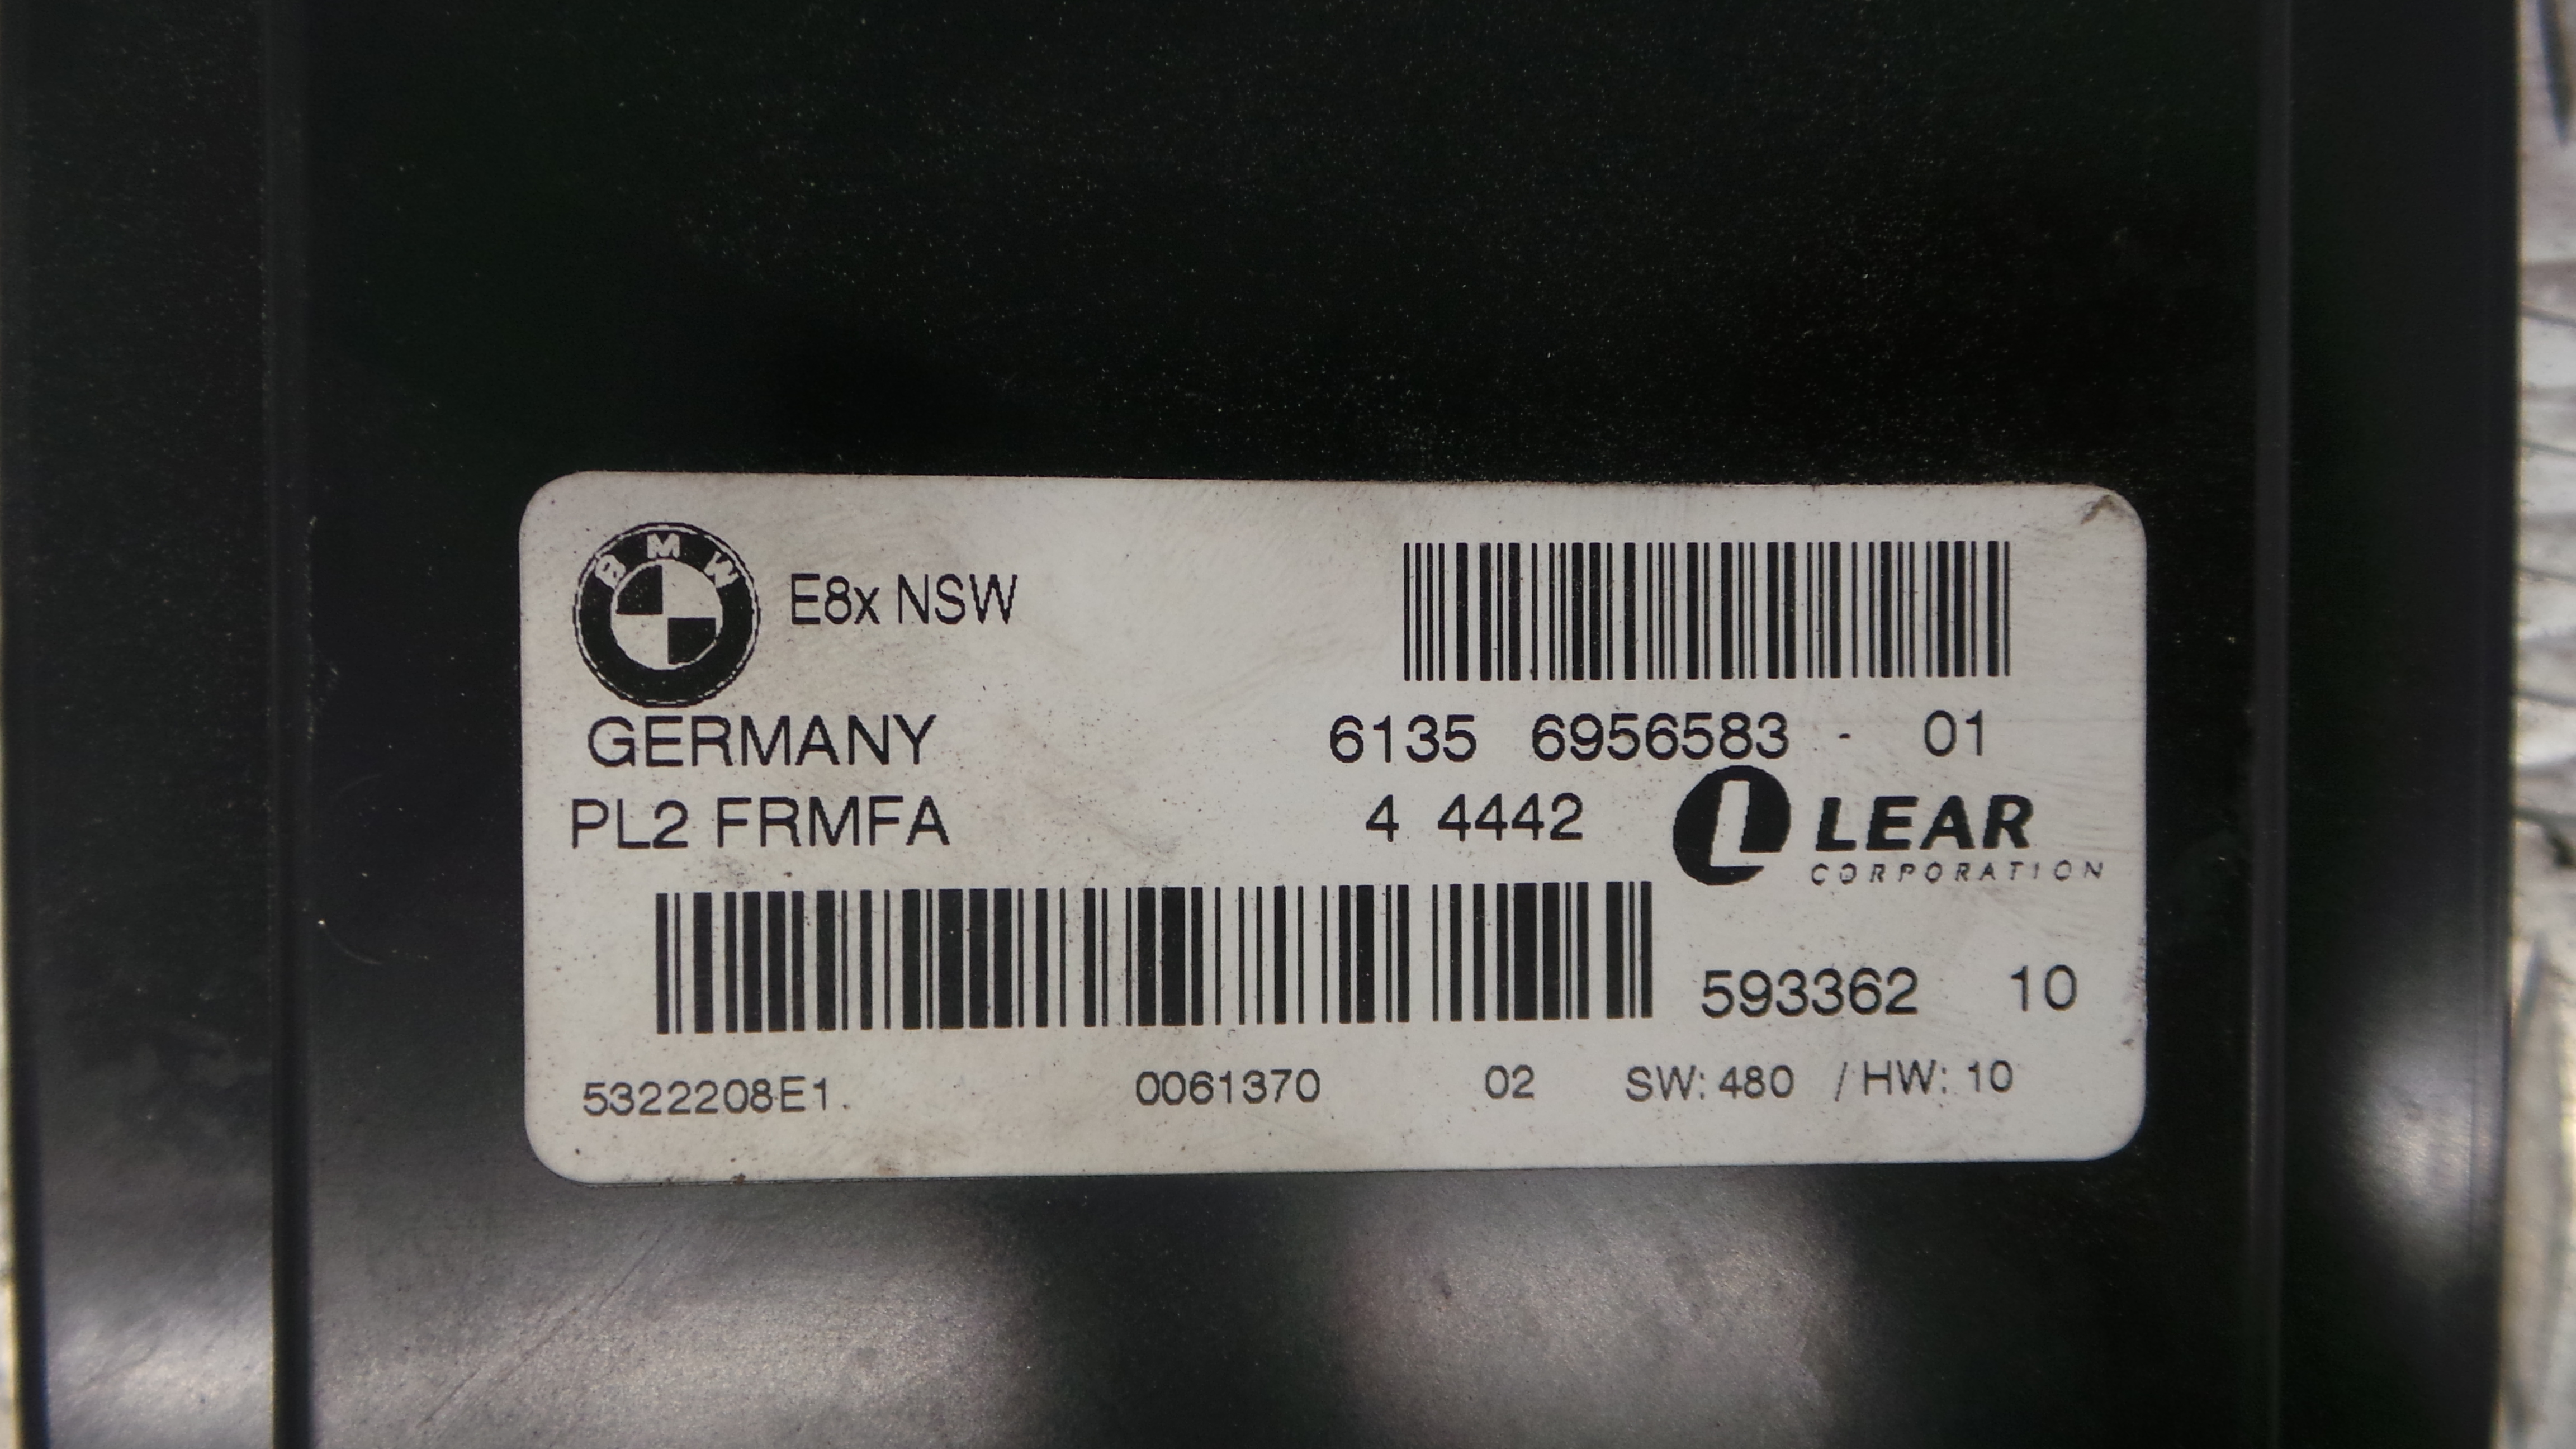 BMW E8x NSW
GERMANY 6135 6956583 - 01
PL2 FRMFA 4 4442 LEAR
CORPORATION
593362 10
5322208E1. 0061370 02 SW: 480 / HW: 10